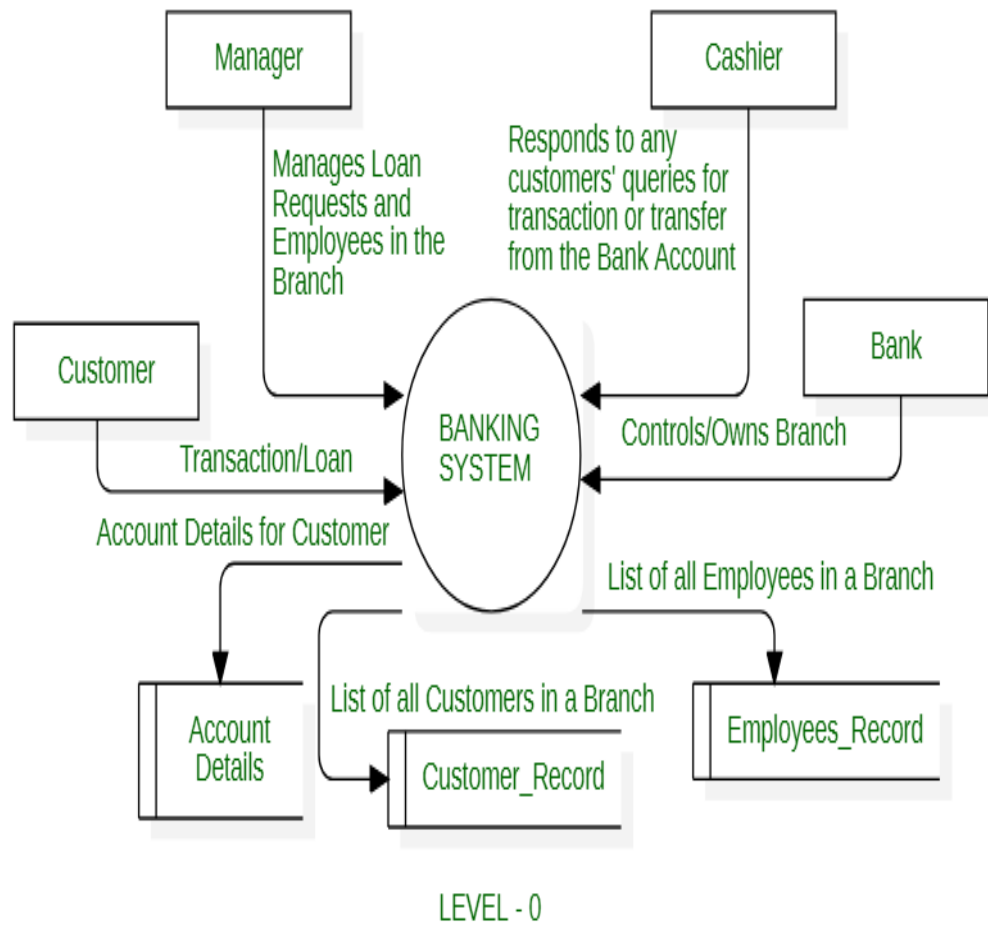 Manager
Cashier
Manages Loan
Requests and
Employees in the
Branch
Responds to any
customers' queries for
transaction or transfer
from the Bank Account
Customer
Bank
BANKING
SYSTEM
Transaction/Loan
Controls/Owns Branch
Account Details for Customer
List of all Employees in a Branch
List of all Customers in a Branch
Account
Details
Customer_Record
Employees_Record
LEVEL - 0